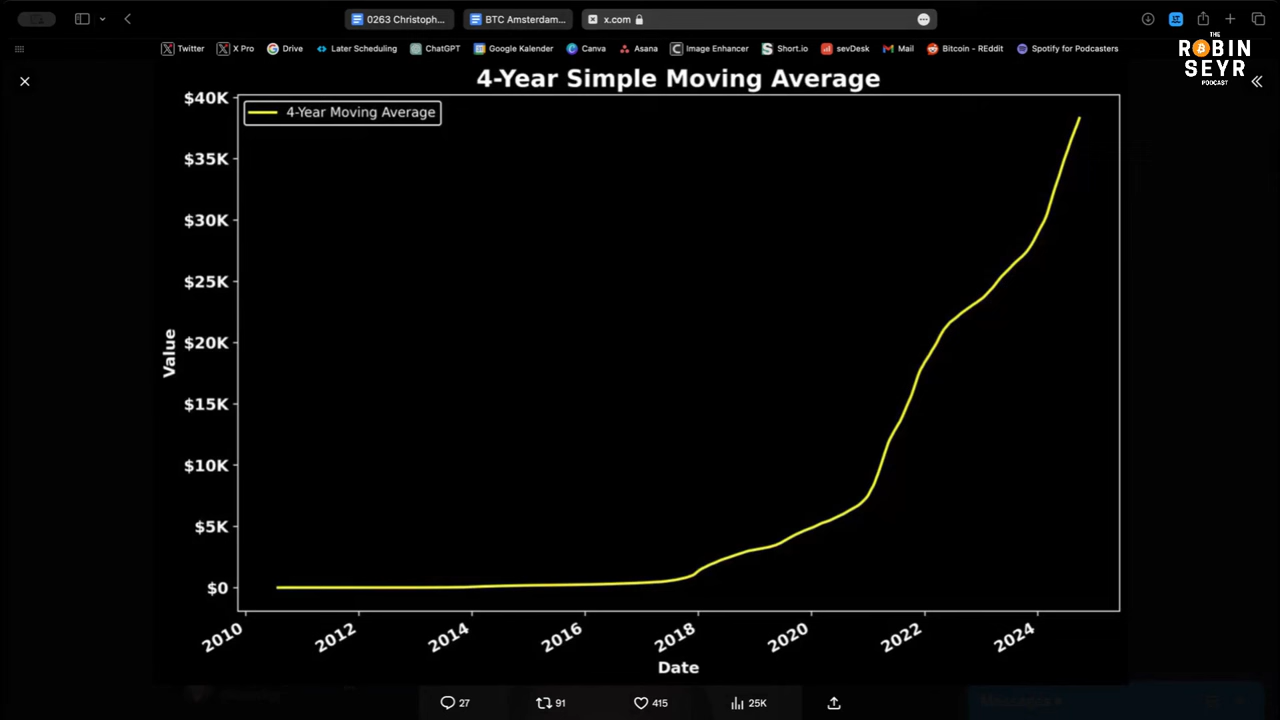 0263 Christoph...
BTC Amsterdam...
x.com
Twitter
X Pro
Drive
Later Scheduling
ChatGPT
Google Kalender
Canva
Asana
Image Enhancer
Short.io
sevDesk
Mail
Bitcoin - REddit
Spotify for Podcasters
THE
ROBIN
SEYR
PODCAST
4-Year Simple Moving Average
4-Year Moving Average
$40K
$35K
$30K
$25K
$20K
$15K
$10K
$5K
$0
Value
2010
2012
2014
2016
2018
2020
2022
2024
Date
27
91
415
25K